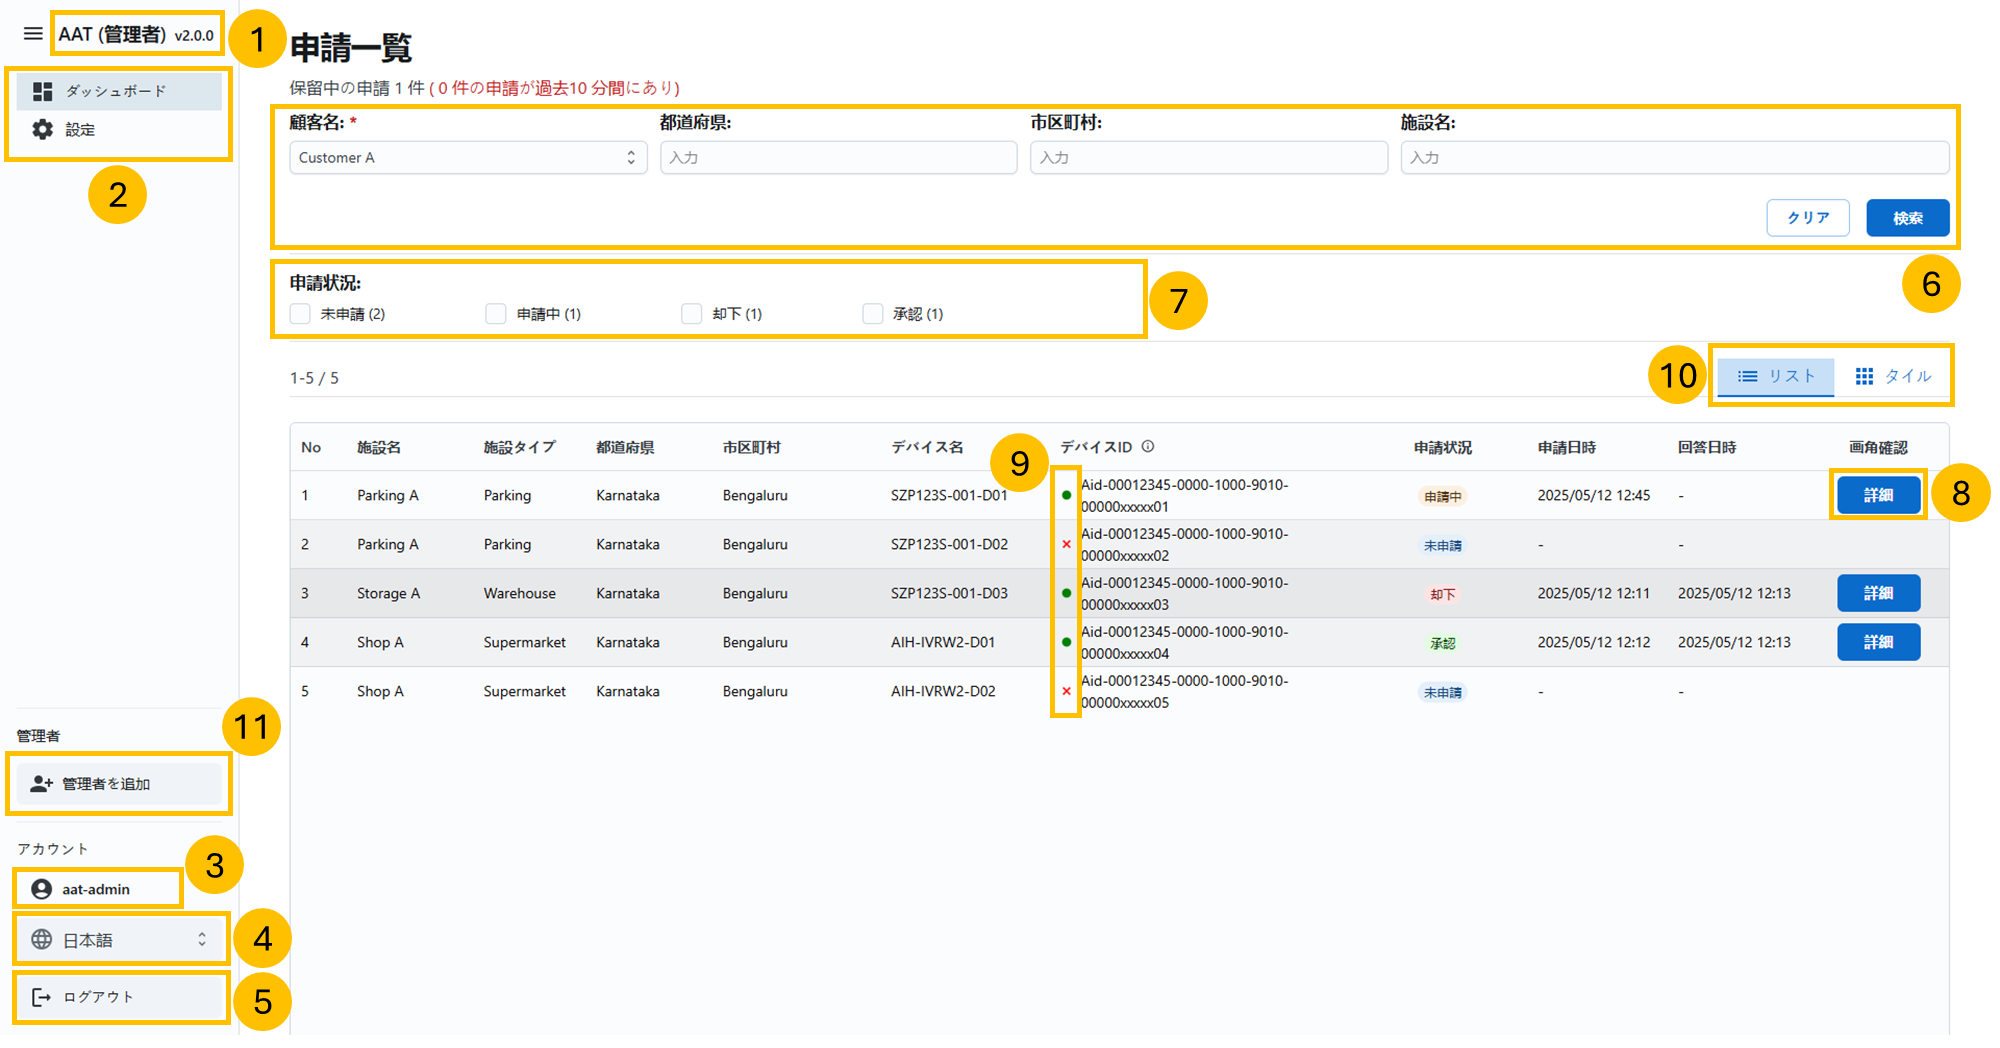 AAT (管理者) v2.0.0
1
ダッシュボード
設定
2
管理者
11
管理者を追加
アカウント
3
aat-admin
日本語
4
ログアウト
5
申請一覧
保留中の申請 1 件 ( 0 件の申請が過去10 分間にあり)
顧客名: * 都道府県: 市区町村: 施設名:
Customer A 入力 入力 入力
クリア 検索
6
申請状況:
未申請 (2) 申請中 (1) 却下 (1) 承認 (1)
7
1-5 / 5
10
リスト タイル
No 施設名 施設タイプ 都道府県 市区町村 デバイス名 デバイスID 申請状況 申請日時 回答日時 画角確認
9
1 Parking A Parking Karnataka Bengaluru SZP123S-001-D01 Aid-00012345-0000-1000-9010-
00000xxxxx01 申請中 2025/05/12 12:45 - 詳細
8
2 Parking A Parking Karnataka Bengaluru SZP123S-001-D02 Aid-00012345-0000-1000-9010-
00000xxxxx02 未申請 - -
3 Storage A Warehouse Karnataka Bengaluru SZP123S-001-D03 Aid-00012345-0000-1000-9010-
00000xxxxx03 却下 2025/05/12 12:11 2025/05/12 12:13 詳細
4 Shop A Supermarket Karnataka Bengaluru AIH-IVRW2-D01 Aid-00012345-0000-1000-9010-
00000xxxxx04 承認 2025/05/12 12:12 2025/05/12 12:13 詳細
5 Shop A Supermarket Karnataka Bengaluru AIH-IVRW2-D02 Aid-00012345-0000-1000-9010-
00000xxxxx05 未申請 - -